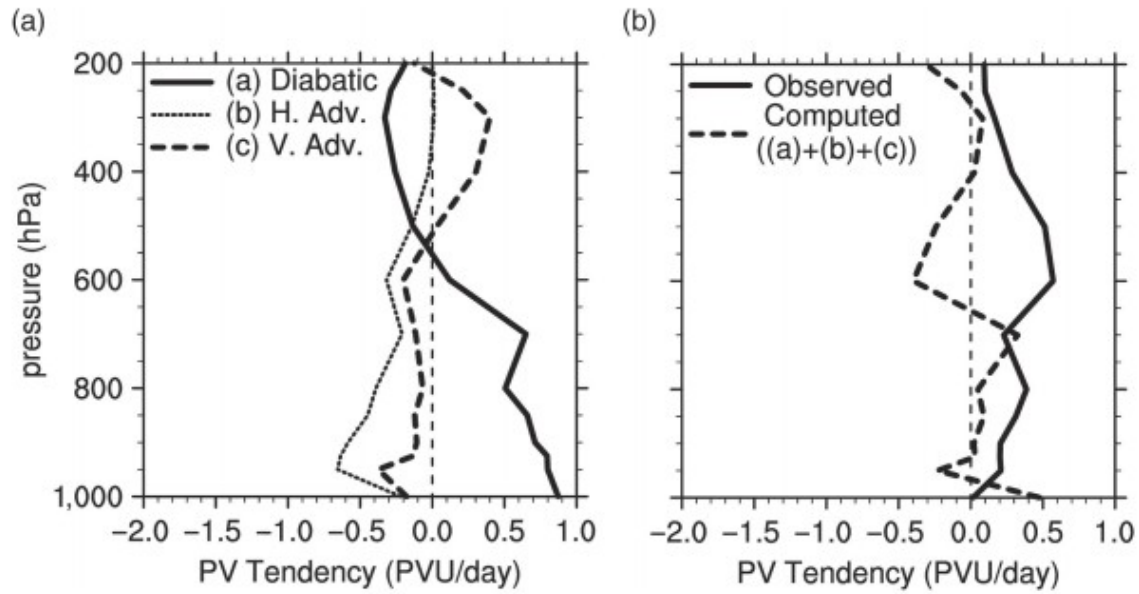 (a)
(b)
200
400
600
800
1,000
pressure (hPa)
(a) Diabatic
(b) H. Adv.
(c) V. Adv.
−2.0 −1.5 −1.0 −0.5 0.0 0.5 1.0
PV Tendency (PVU/day)
Observed
Computed
((a)+(b)+(c))
−2.0 −1.5 −1.0 −0.5 0.0 0.5 1.0
PV Tendency (PVU/day)